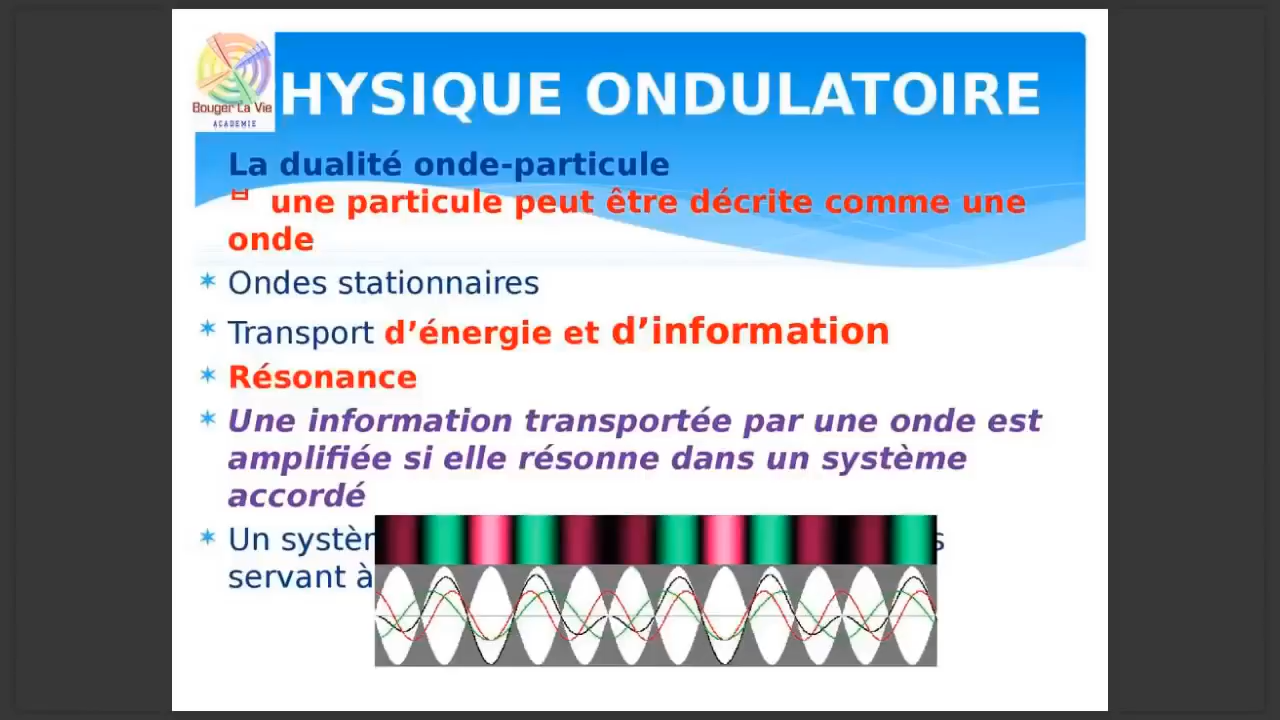 Bouger La Vie
ACADEMIE
HYSIQUE ONDULATOIRE
La dualité onde-particule
une particule peut être décrite comme une
onde
Ondes stationnaires
Transport d’énergie et d’information
Résonance
Une information transportée par une onde est
amplifiée si elle résonne dans un système
accordé
Un
servant à